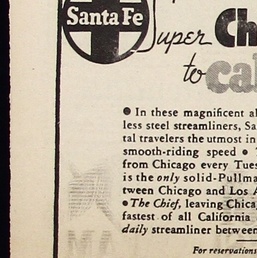 Santa Fe
Super Ch
to cal
• In these magnificent al
less steel streamliners, Sa
tal travelers the utmost in
smooth-riding speed •
from Chicago every Tues
is the only solid-Pullma
tween Chicago and Los A
• The Chief, leaving Chica
fastest of all California
daily streamliner between
For reservations